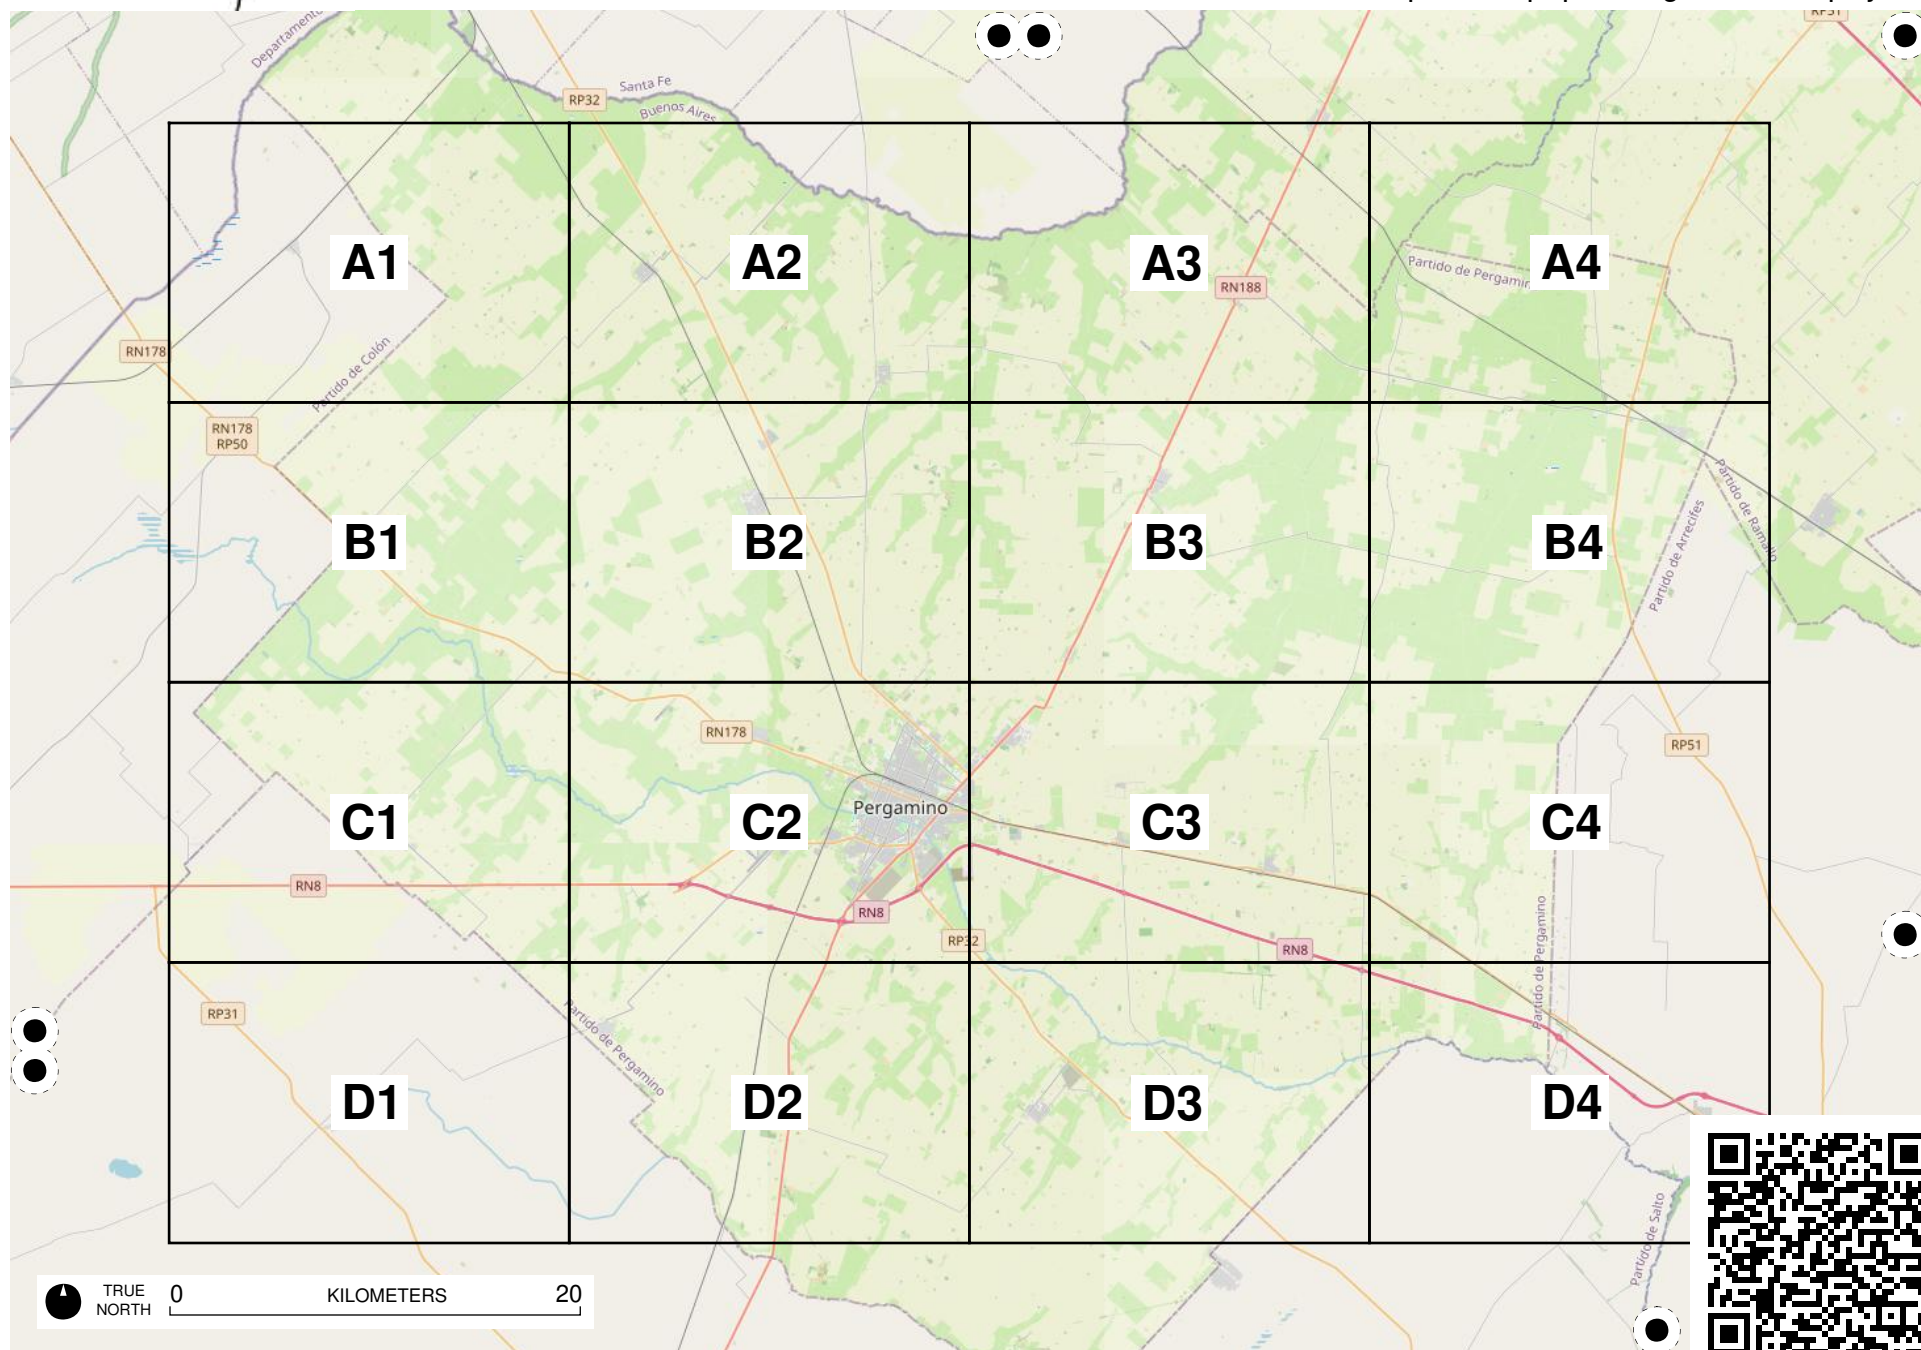 RP51
Departamento
Santa Fe
RP32
Buenos Aires
A1
A2
A3
A4
Partido de Pergamin
RN188
RN178
Partido de Colón
RN178
RP50
Partido de Ramallo
Partido de Arrecifes
B1
B2
B3
B4
RN178
RP51
Pergamino
C1
C2
C3
C4
RN8
RN8
RP32
RN8
Partido de Pergamino
RP31
Partido de Pergamino
D1
D2
D3
D4
Partido de Salto
TRUE
NORTH
0 KILOMETERS 20